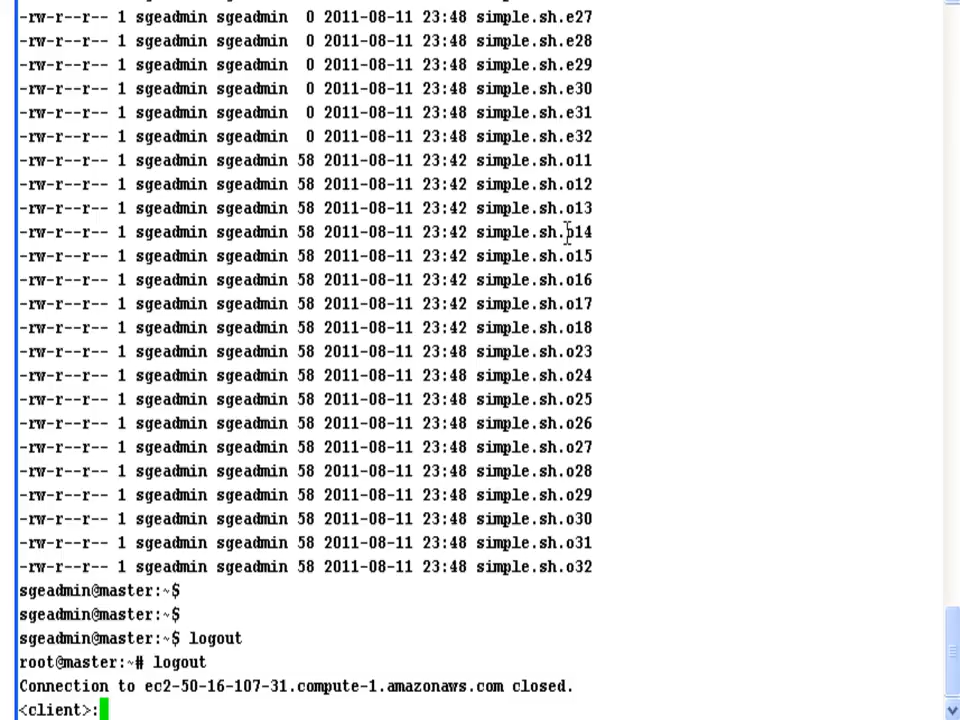 -rw-r--r-- 1 sgeadmin sgeadmin  0 2011-08-11 23:48 simple.sh.e27
-rw-r--r-- 1 sgeadmin sgeadmin  0 2011-08-11 23:48 simple.sh.e28
-rw-r--r-- 1 sgeadmin sgeadmin  0 2011-08-11 23:48 simple.sh.e29
-rw-r--r-- 1 sgeadmin sgeadmin  0 2011-08-11 23:48 simple.sh.e30
-rw-r--r-- 1 sgeadmin sgeadmin  0 2011-08-11 23:48 simple.sh.e31
-rw-r--r-- 1 sgeadmin sgeadmin  0 2011-08-11 23:48 simple.sh.e32
-rw-r--r-- 1 sgeadmin sgeadmin 58 2011-08-11 23:42 simple.sh.o11
-rw-r--r-- 1 sgeadmin sgeadmin 58 2011-08-11 23:42 simple.sh.o12
-rw-r--r-- 1 sgeadmin sgeadmin 58 2011-08-11 23:42 simple.sh.o13
-rw-r--r-- 1 sgeadmin sgeadmin 58 2011-08-11 23:42 simple.sh.o14
-rw-r--r-- 1 sgeadmin sgeadmin 58 2011-08-11 23:42 simple.sh.o15
-rw-r--r-- 1 sgeadmin sgeadmin 58 2011-08-11 23:42 simple.sh.o16
-rw-r--r-- 1 sgeadmin sgeadmin 58 2011-08-11 23:42 simple.sh.o17
-rw-r--r-- 1 sgeadmin sgeadmin 58 2011-08-11 23:42 simple.sh.o18
-rw-r--r-- 1 sgeadmin sgeadmin 58 2011-08-11 23:48 simple.sh.o23
-rw-r--r-- 1 sgeadmin sgeadmin 58 2011-08-11 23:48 simple.sh.o24
-rw-r--r-- 1 sgeadmin sgeadmin 58 2011-08-11 23:48 simple.sh.o25
-rw-r--r-- 1 sgeadmin sgeadmin 58 2011-08-11 23:48 simple.sh.o26
-rw-r--r-- 1 sgeadmin sgeadmin 58 2011-08-11 23:48 simple.sh.o27
-rw-r--r-- 1 sgeadmin sgeadmin 58 2011-08-11 23:48 simple.sh.o28
-rw-r--r-- 1 sgeadmin sgeadmin 58 2011-08-11 23:48 simple.sh.o29
-rw-r--r-- 1 sgeadmin sgeadmin 58 2011-08-11 23:48 simple.sh.o30
-rw-r--r-- 1 sgeadmin sgeadmin 58 2011-08-11 23:48 simple.sh.o31
-rw-r--r-- 1 sgeadmin sgeadmin 58 2011-08-11 23:48 simple.sh.o32
sgeadmin@master:~$
sgeadmin@master:~$
sgeadmin@master:~$ logout
root@master:~# logout
Connection to ec2-50-16-107-31.compute-1.amazonaws.com closed.
<client>: